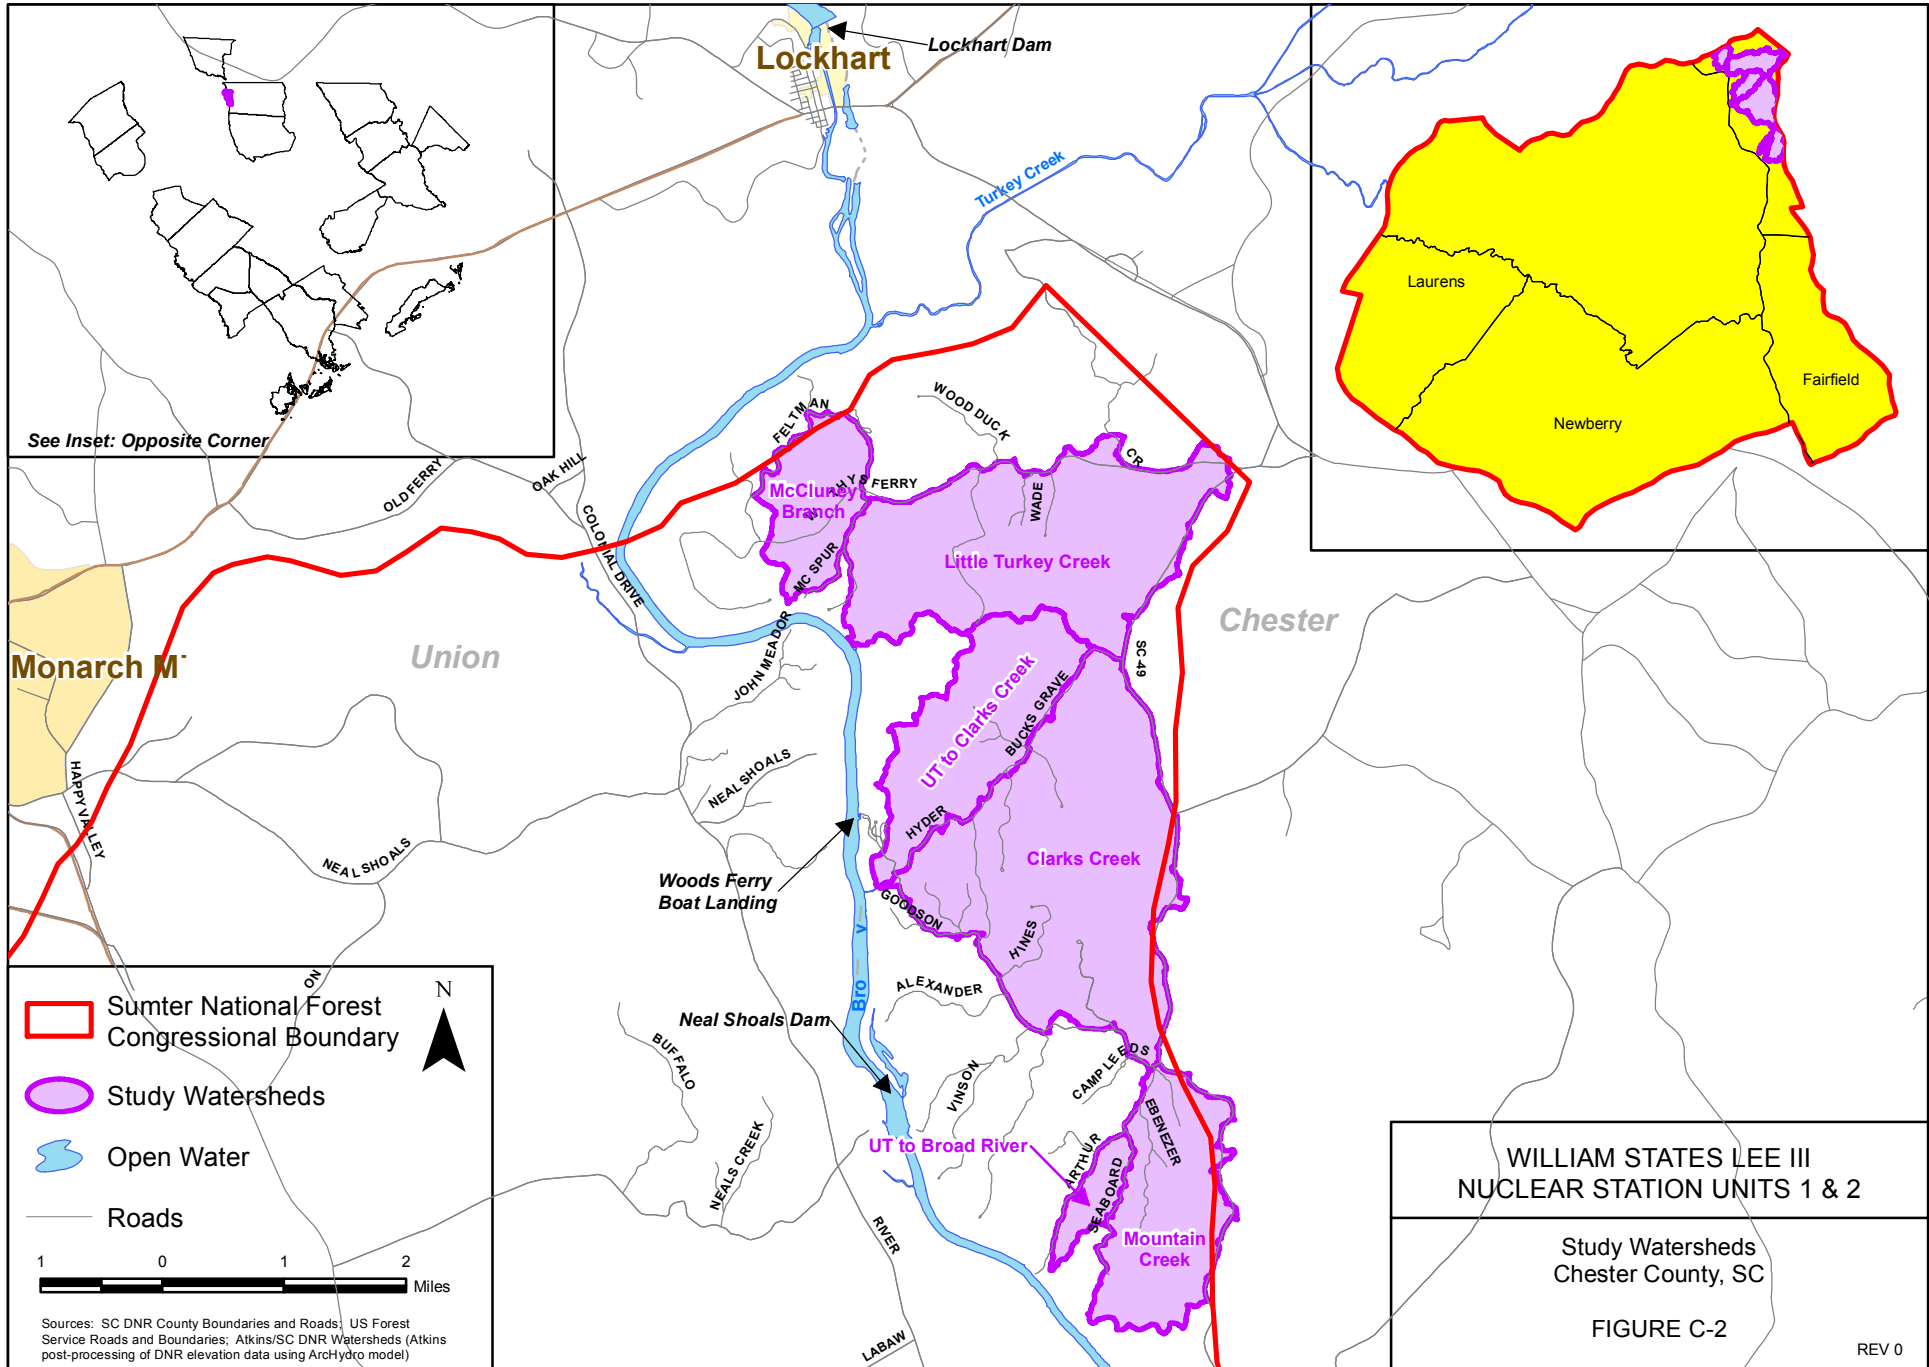 Lockhart Dam
Lockhart
Turkey Creek
See Inset: Opposite Corner
Laurens
Fairfield
Newberry
FELTMAN
WOOD DUCK
CR
OLD FERRY
OAK HILL
FERRY
WADE
McCluney
Branch
COLONIAL DRIVE
MC SPUR
Little Turkey Creek
Chester
Union
Monarch M
JOHN MEADOR
SC 49
UT to Clarks Creek
BUCKS GRAVE
HAPPY VALLEY
NEAL SHOALS
HYDER
NEAL SHOALS
Clarks Creek
Woods Ferry
Boat Landing
GOODSON
HINES
ON
ALEXANDER
Bro
v
Neal Shoals Dam
BUFFALO
VINSON
CAMP LEEDS
EBENEZER
UT to Broad River
ARTHUR
SEABOARD
NEALS CREEK
RIVER
Mountain
Creek
LABAW
N
Sumter National Forest
Congressional Boundary
Study Watersheds
Open Water
Roads
1 0 1 2
Miles
Sources: SC DNR County Boundaries and Roads; US Forest
Service Roads and Boundaries; Atkins/SC DNR Watersheds (Atkins
post-processing of DNR elevation data using ArcHydro model)
WILLIAM STATES LEE III
NUCLEAR STATION UNITS 1 & 2
Study Watersheds
Chester County, SC
FIGURE C-2
REV 0